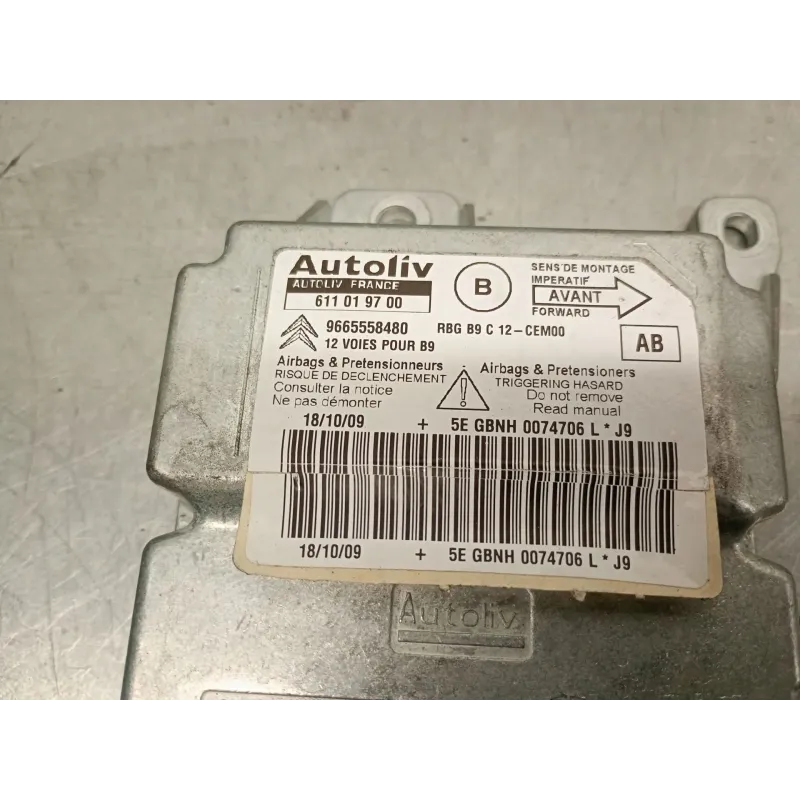 Autoliv
AUTOLIV FRANCE
611 01 97 00
B
SENS DE MONTAGE
IMPERATIF
AVANT
FORWARD
9665558480 RBG B9 C 12-CEM00
12 VOIES POUR B9
AB
Airbags & Pretensionneurs
RISQUE DE DECLENCHEMENT
Consulter la notice
Ne pas démonter
Airbags & Pretensioners
TRIGGERING HASARD
Do not remove
Read manual
18/10/09 + 5E GBNH 0074706 L * J9
18/10/09 + 5E GBNH 0074706 L * J9
Autoliv